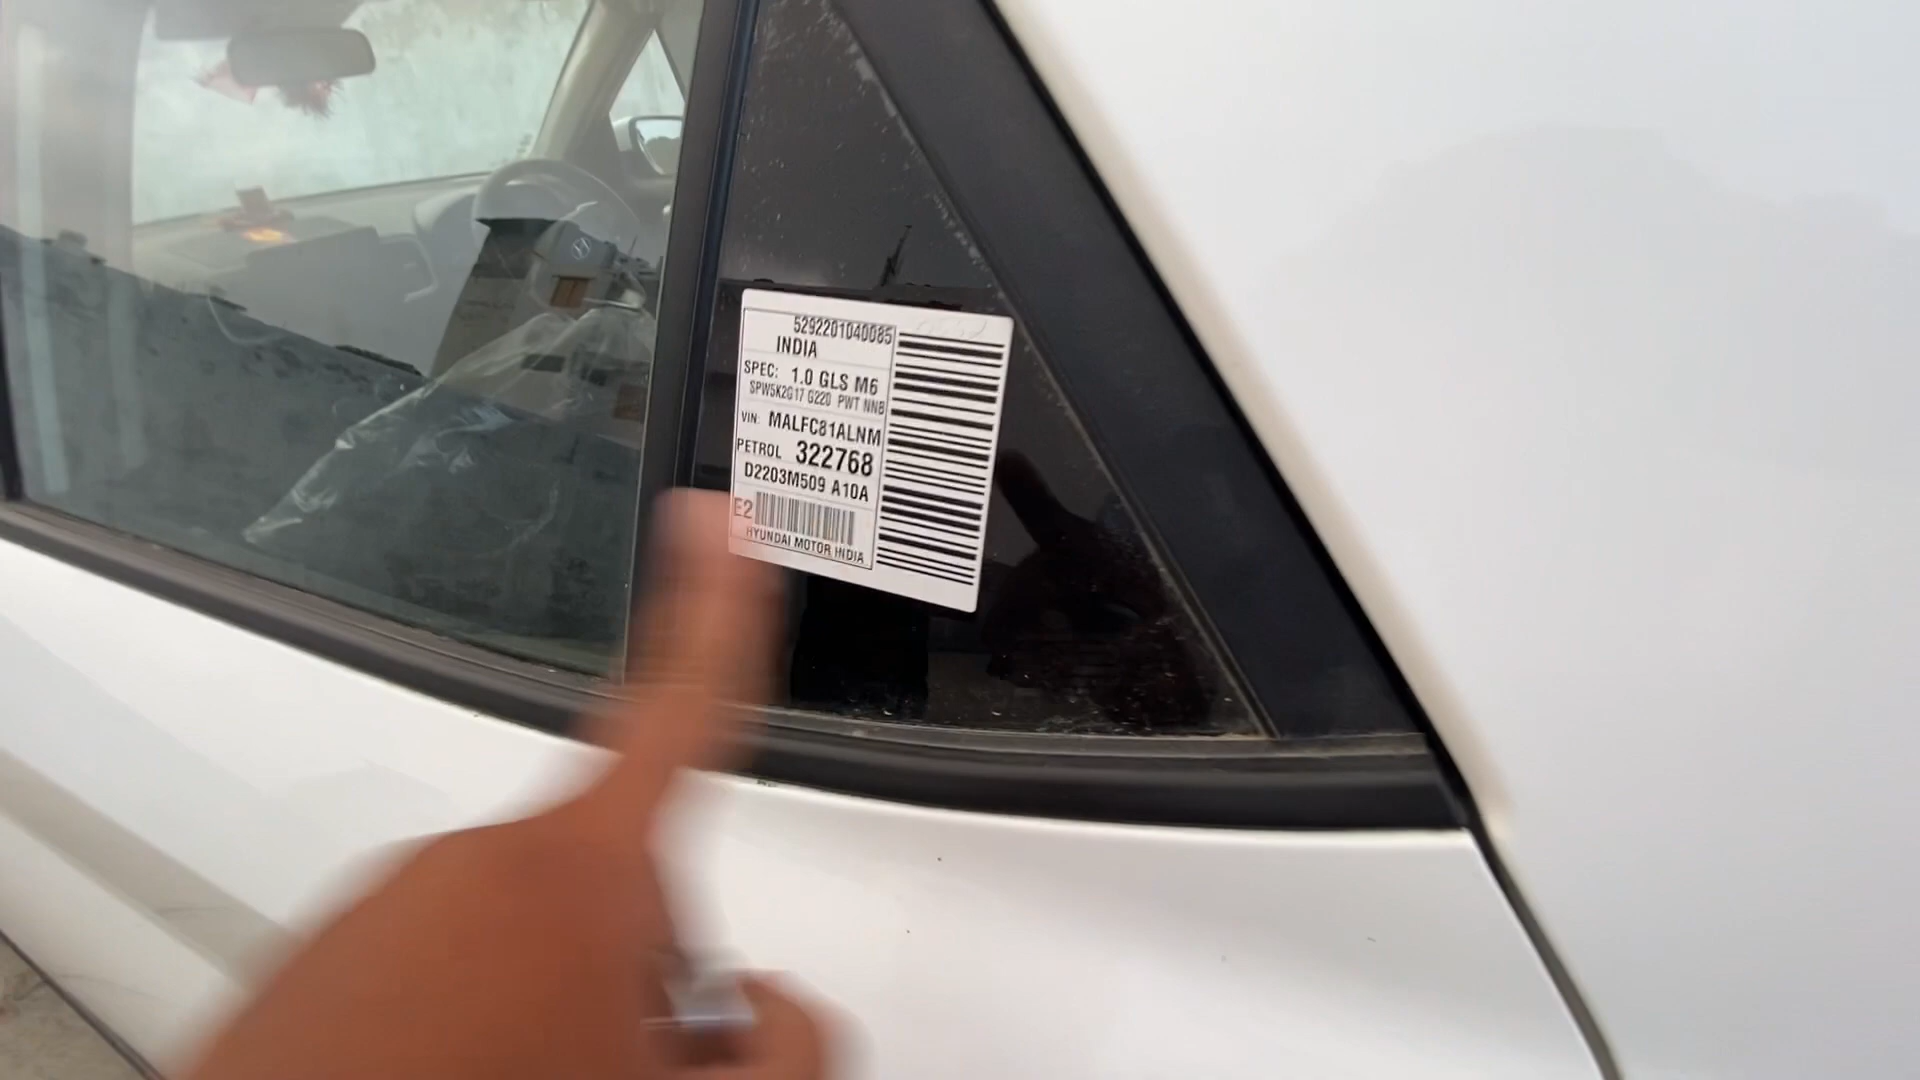 5292201040085
INDIA
SPEC: 1.0 GLS M6
SPW5K2G17 G220 PWT NNB
VIN: MALFC81ALNM
PETROL 322768
D2203M509 A10A
E2
HYUNDAI MOTOR INDIA